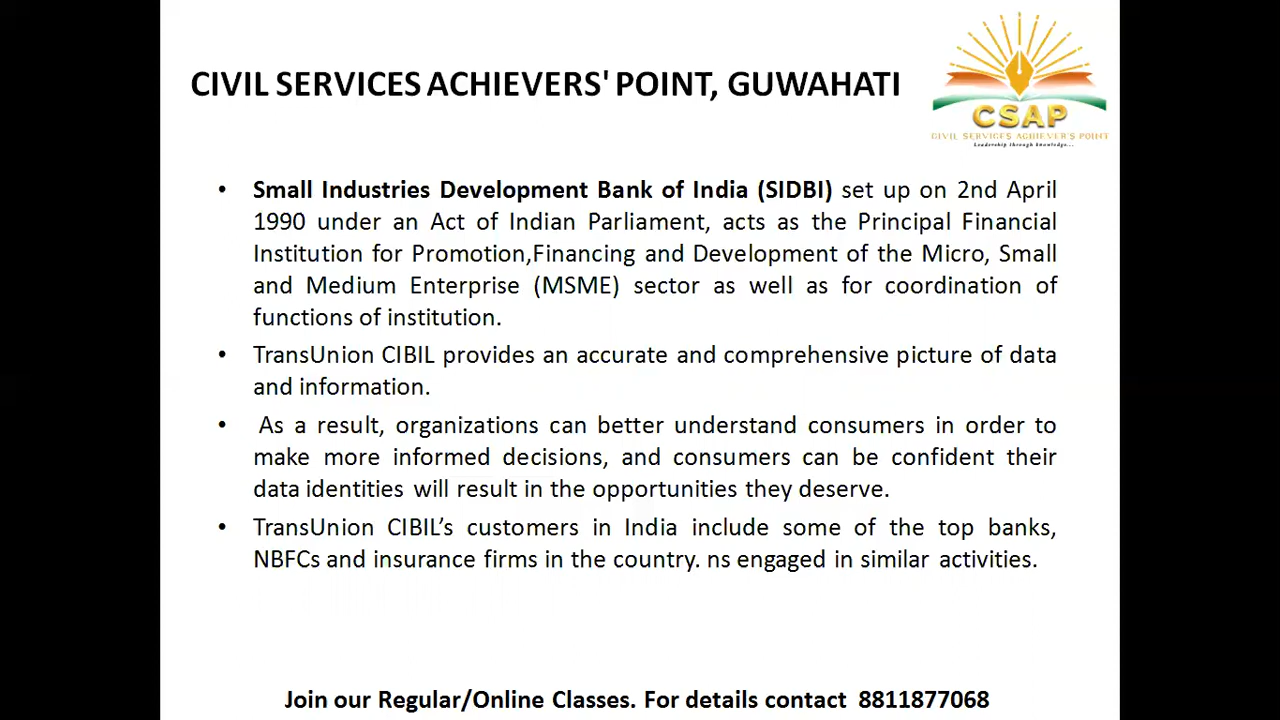 CIVIL SERVICES ACHIEVERS' POINT, GUWAHATI
CSAP
CIVIL SERVICES ACHIEVER'S POINT
Leadership through knowledge...
• Small Industries Development Bank of India (SIDBI) set up on 2nd April
1990 under an Act of Indian Parliament, acts as the Principal Financial
Institution for Promotion,Financing and Development of the Micro, Small
and Medium Enterprise (MSME) sector as well as for coordination of
functions of institution.
• TransUnion CIBIL provides an accurate and comprehensive picture of data
and information.
• As a result, organizations can better understand consumers in order to
make more informed decisions, and consumers can be confident their
data identities will result in the opportunities they deserve.
• TransUnion CIBIL’s customers in India include some of the top banks,
NBFCs and insurance firms in the country. ns engaged in similar activities.
Join our Regular/Online Classes. For details contact 8811877068